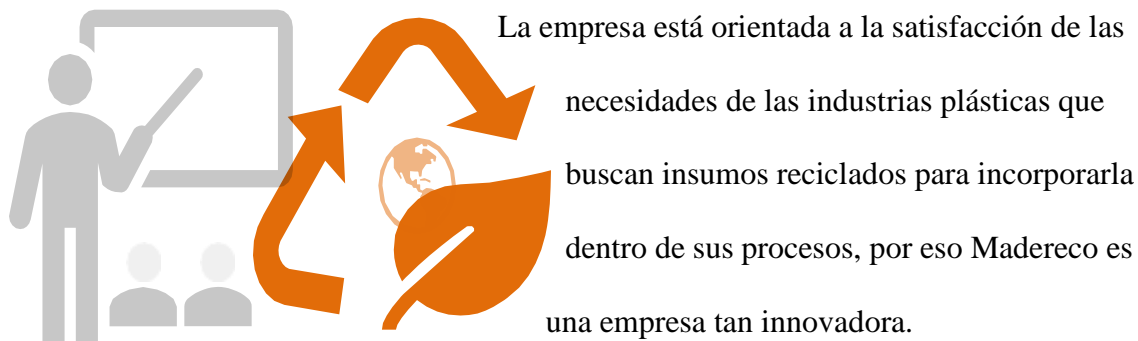 La empresa está orientada a la satisfacción de las
necesidades de las industrias plásticas que
buscan insumos reciclados para incorporarla
dentro de sus procesos, por eso Madereco es
una empresa tan innovadora.